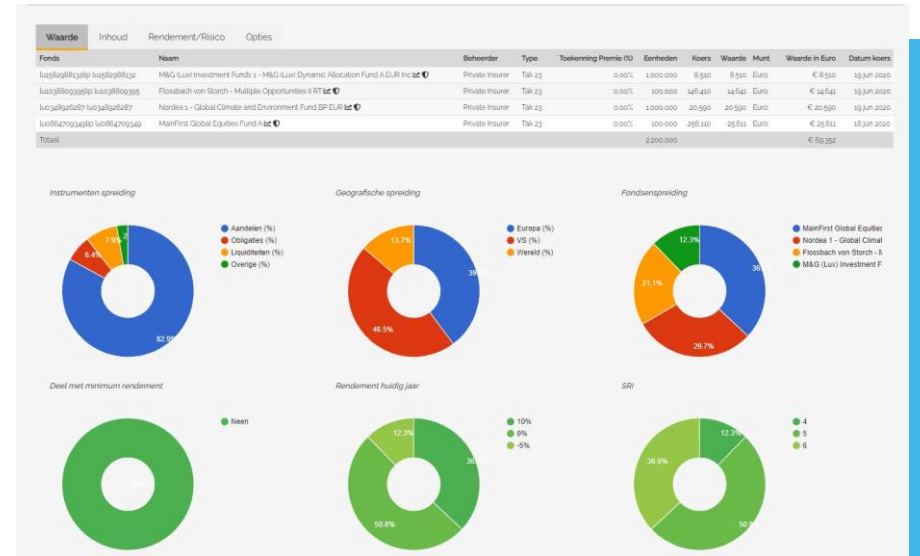 Waarde Inhoud Rendement/Risico Opties
Fonds Naam Beheerder Type Toekenning Premie (%) Eenheden Koers Waarde Munt Waarde in Euro Datum koers
lu1582988132lip lu1582988132 M&G (Lux) Investment Funds 1 - M&G (Lux) Dynamic Allocation Fund A EUR Inc Private Insurer Tak 23 0.00% 1.000.000 8.510 8.510 Euro € 8.510 19 jun 2020
lu1038809395lip lu1038809395 Flossbach von Storch - Multiple Opportunities II RT Private Insurer Tak 23 0.00% 100.000 146.410 14.641 Euro € 14.641 19 jun 2020
lu0348926287 lu0348926287 Nordea 1 - Global Climate and Environment Fund BP EUR Private Insurer Tak 23 0.00% 1.000.000 20.590 20.590 Euro € 20.590 19 jun 2020
lu0864709349lip lu0864709349 MainFirst Global Equities Fund A Private Insurer Tak 23 0.00% 100.000 256.110 25.611 Euro € 25.611 18 jun 2020
Totaal 2.200.000 € 69.352
Instrumenten spreiding
7.9%
6.4%
82.9%
Aandelen (%)
Obligaties (%)
Liquiditeiten (%)
Overige (%)
Geografische spreiding
13.7%
39
46.5%
Europa (%)
VS (%)
Wereld (%)
Fondsenspreiding
12.3%
36
21.1%
29.7%
MainFirst Global Equities
Nordea 1 - Global Climat
Flossbach von Storch - M
M&G (Lux) Investment F
Deel met minimum rendement
Neen
Rendement huidig jaar
12.3%
36
50.8%
10%
0%
-5%
SRI
12.3%
36.9%
50
4
5
6